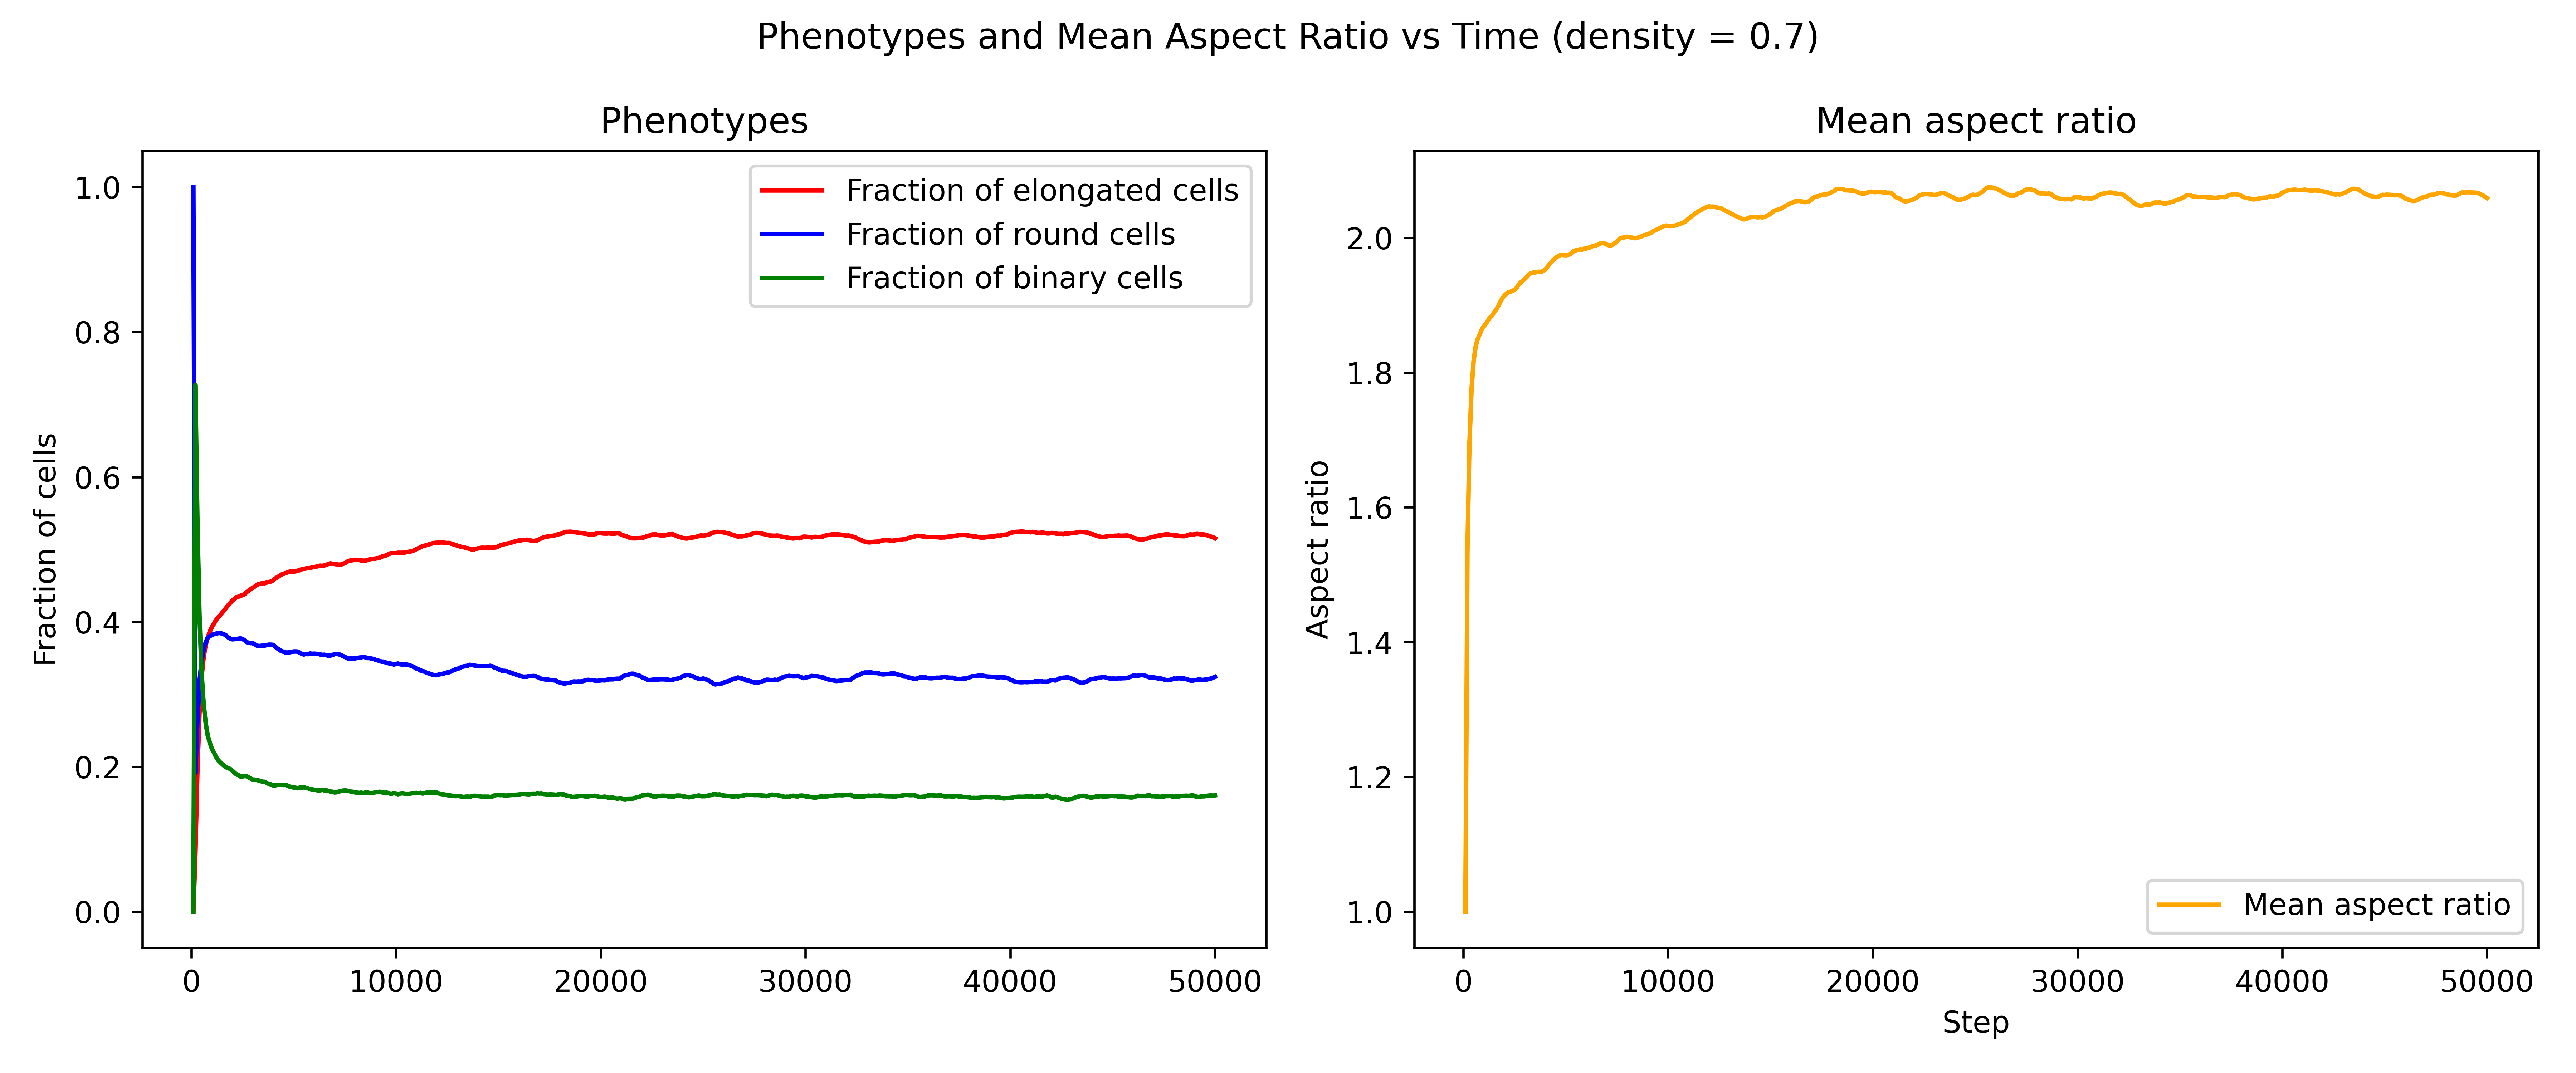 Phenotypes and Mean Aspect Ratio vs Time (density = 0.7)
Phenotypes
Fraction of cells
1.0
0.8
0.6
0.4
0.2
0.0
0 10000 20000 30000 40000 50000
Fraction of elongated cells
Fraction of round cells
Fraction of binary cells
Mean aspect ratio
Aspect ratio
2.0
1.8
1.6
1.4
1.2
1.0
0 10000 20000 30000 40000 50000
Step
Mean aspect ratio